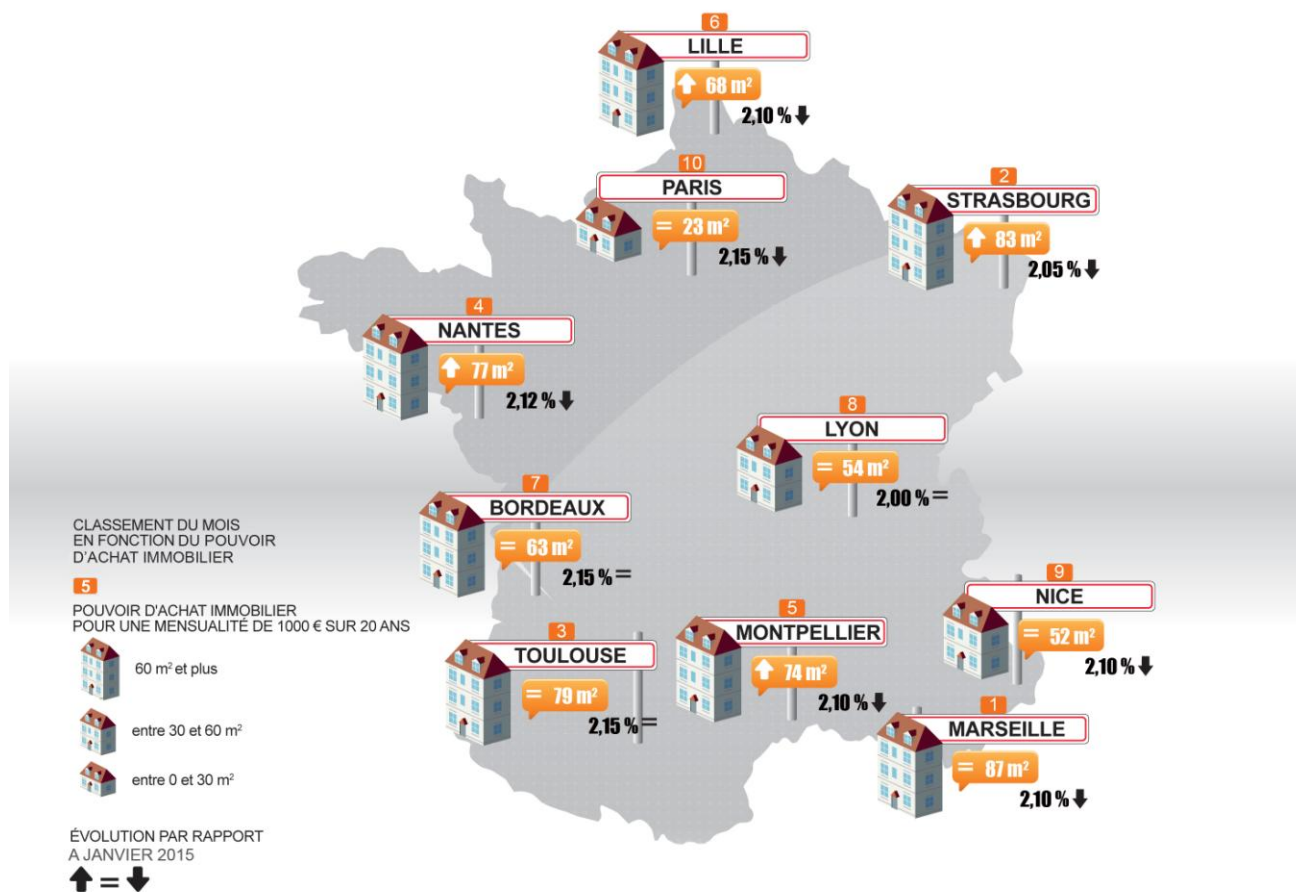 6
LILLE
68 m²
2,10 %
10
PARIS
= 23 m²
2,15 %
2
STRASBOURG
83 m²
2,05 %
4
NANTES
77 m²
2,12 %
8
LYON
= 54 m²
2,00 % =
7
BORDEAUX
= 63 m²
2,15 % =
9
NICE
= 52 m²
2,10 %
5
MONTPELLIER
74 m²
2,10 %
3
TOULOUSE
= 79 m²
2,15 % =
1
MARSEILLE
= 87 m²
2,10 %
CLASSEMENT DU MOIS
EN FONCTION DU POUVOIR
D'ACHAT IMMOBILIER
5
POUVOIR D'ACHAT IMMOBILIER
POUR UNE MENSUALITÉ DE 1000 € SUR 20 ANS
60 m² et plus
entre 30 et 60 m²
entre 0 et 30 m²
ÉVOLUTION PAR RAPPORT
A JANVIER 2015
=